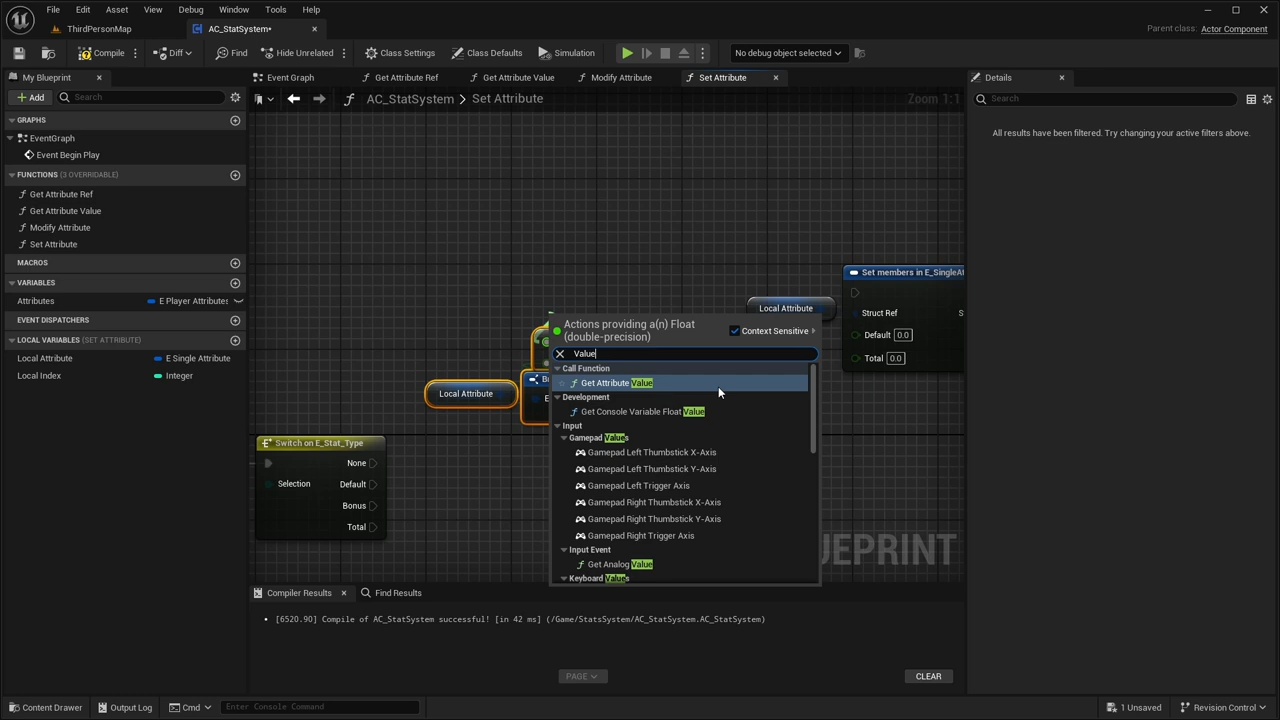 File Edit Asset View Debug Window Tools Help
ThirdPersonMap
AC_StatSystem*
Parent class: Actor Component
Compile
Diff
Find
Hide Unrelated
Class Settings
Class Defaults
Simulation
No debug object selected
My Blueprint
Event Graph
Get Attribute Ref
Get Attribute Value
Modify Attribute
Set Attribute
Details
Add
Search
AC_StatSystem > Set Attribute
Zoom 1:1
Search
GRAPHS
EventGraph
Event Begin Play
FUNCTIONS (3 OVERRIDABLE)
Get Attribute Ref
Get Attribute Value
Modify Attribute
Set Attribute
MACROS
VARIABLES
Attributes E Player Attributes
EVENT DISPATCHERS
LOCAL VARIABLES (SET ATTRIBUTE)
Local Attribute E Single Attribute
Local Index Integer
All results have been filtered. Try changing your active filters above.
Local Attribute
Set members in E_SingleAt
Struct Ref
Default 0.0
Total 0.0
Local Attribute
Switch on E_Stat_Type
None
Selection Default
Bonus
Total
Actions providing a(n) Float
(double-precision)
Context Sensitive
Value
Call Function
Get Attribute Value
Development
Get Console Variable Float Value
Input
Gamepad Values
Gamepad Left Thumbstick X-Axis
Gamepad Left Thumbstick Y-Axis
Gamepad Left Trigger Axis
Gamepad Right Thumbstick X-Axis
Gamepad Right Thumbstick Y-Axis
Gamepad Right Trigger Axis
Input Event
Get Analog Value
Keyboard Values
UEPRINT
Compiler Results
Find Results
[6520.90] Compile of AC_StatSystem successful! [in 42 ms] (/Game/StatsSystem/AC_StatSystem.AC_StatSystem)
PAGE
CLEAR
Content Drawer
Output Log
Cmd
Enter Console Command
1 Unsaved
Revision Control